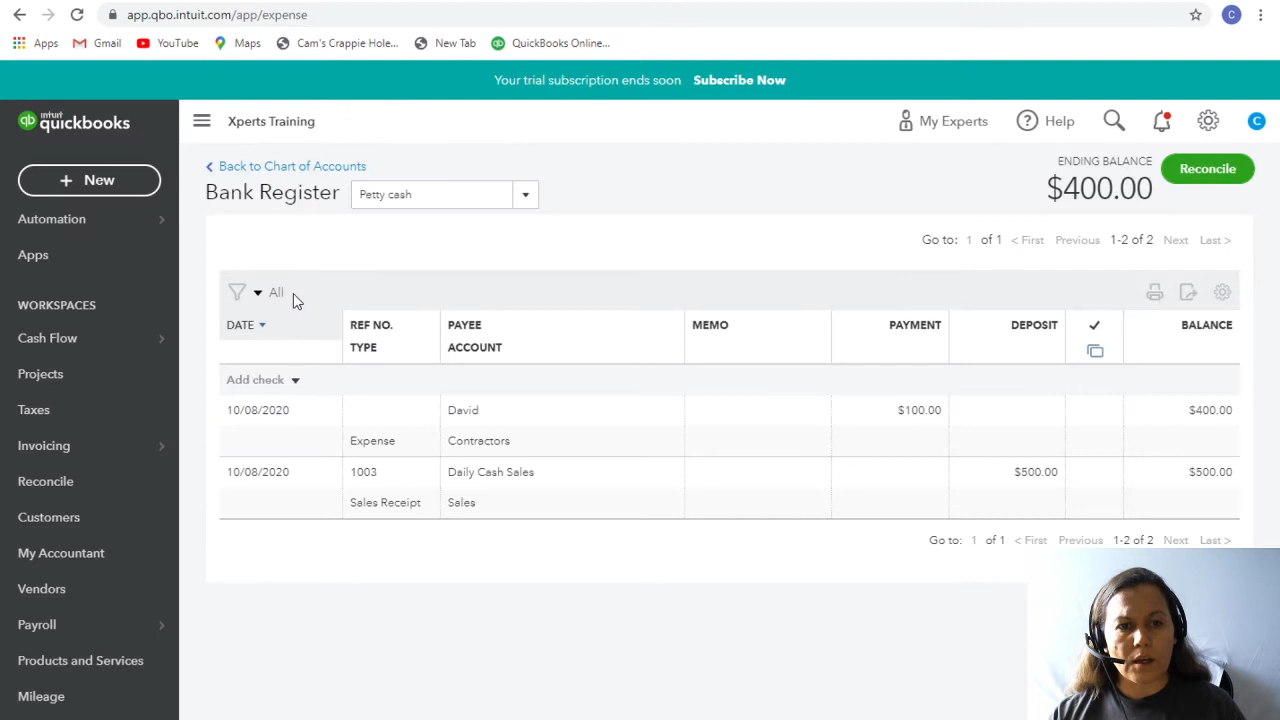 app.qbo.intuit.com/app/expense
C
Apps
Gmail
YouTube
Maps
Cam's Crappie Hole...
New Tab
QuickBooks Online...
Your trial subscription ends soon Subscribe Now
intuit quickbooks
Xperts Training
My Experts
Help
C
+ New
Automation
Apps
WORKSPACES
Cash Flow
Projects
Taxes
Invoicing
Reconcile
Customers
My Accountant
Vendors
Payroll
Products and Services
Mileage
Back to Chart of Accounts
Bank Register Petty cash
ENDING BALANCE
$400.00
Reconcile
Go to: 1 of 1 < First Previous 1-2 of 2 Next Last >
All
DATE REF NO. PAYEE MEMO PAYMENT DEPOSIT ✓ BALANCE
TYPE ACCOUNT
Add check
10/08/2020 David $100.00 $400.00
Expense Contractors
10/08/2020 1003 Daily Cash Sales $500.00 $500.00
Sales Receipt Sales
Go to: 1 of 1 < First Previous 1-2 of 2 Next Last >